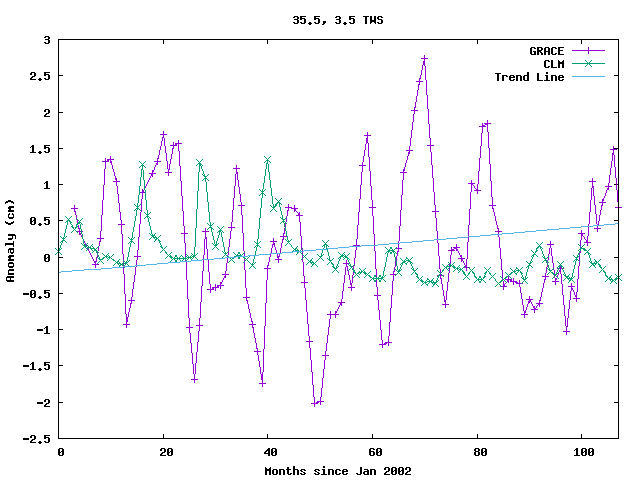 35.5, 3.5 TWS
GRACE
CLM
Trend Line
3
2.5
2
1.5
1
0.5
0
-0.5
-1
-1.5
-2
-2.5
Anomaly (cm)
0 20 40 60 80 100
Months since Jan 2002